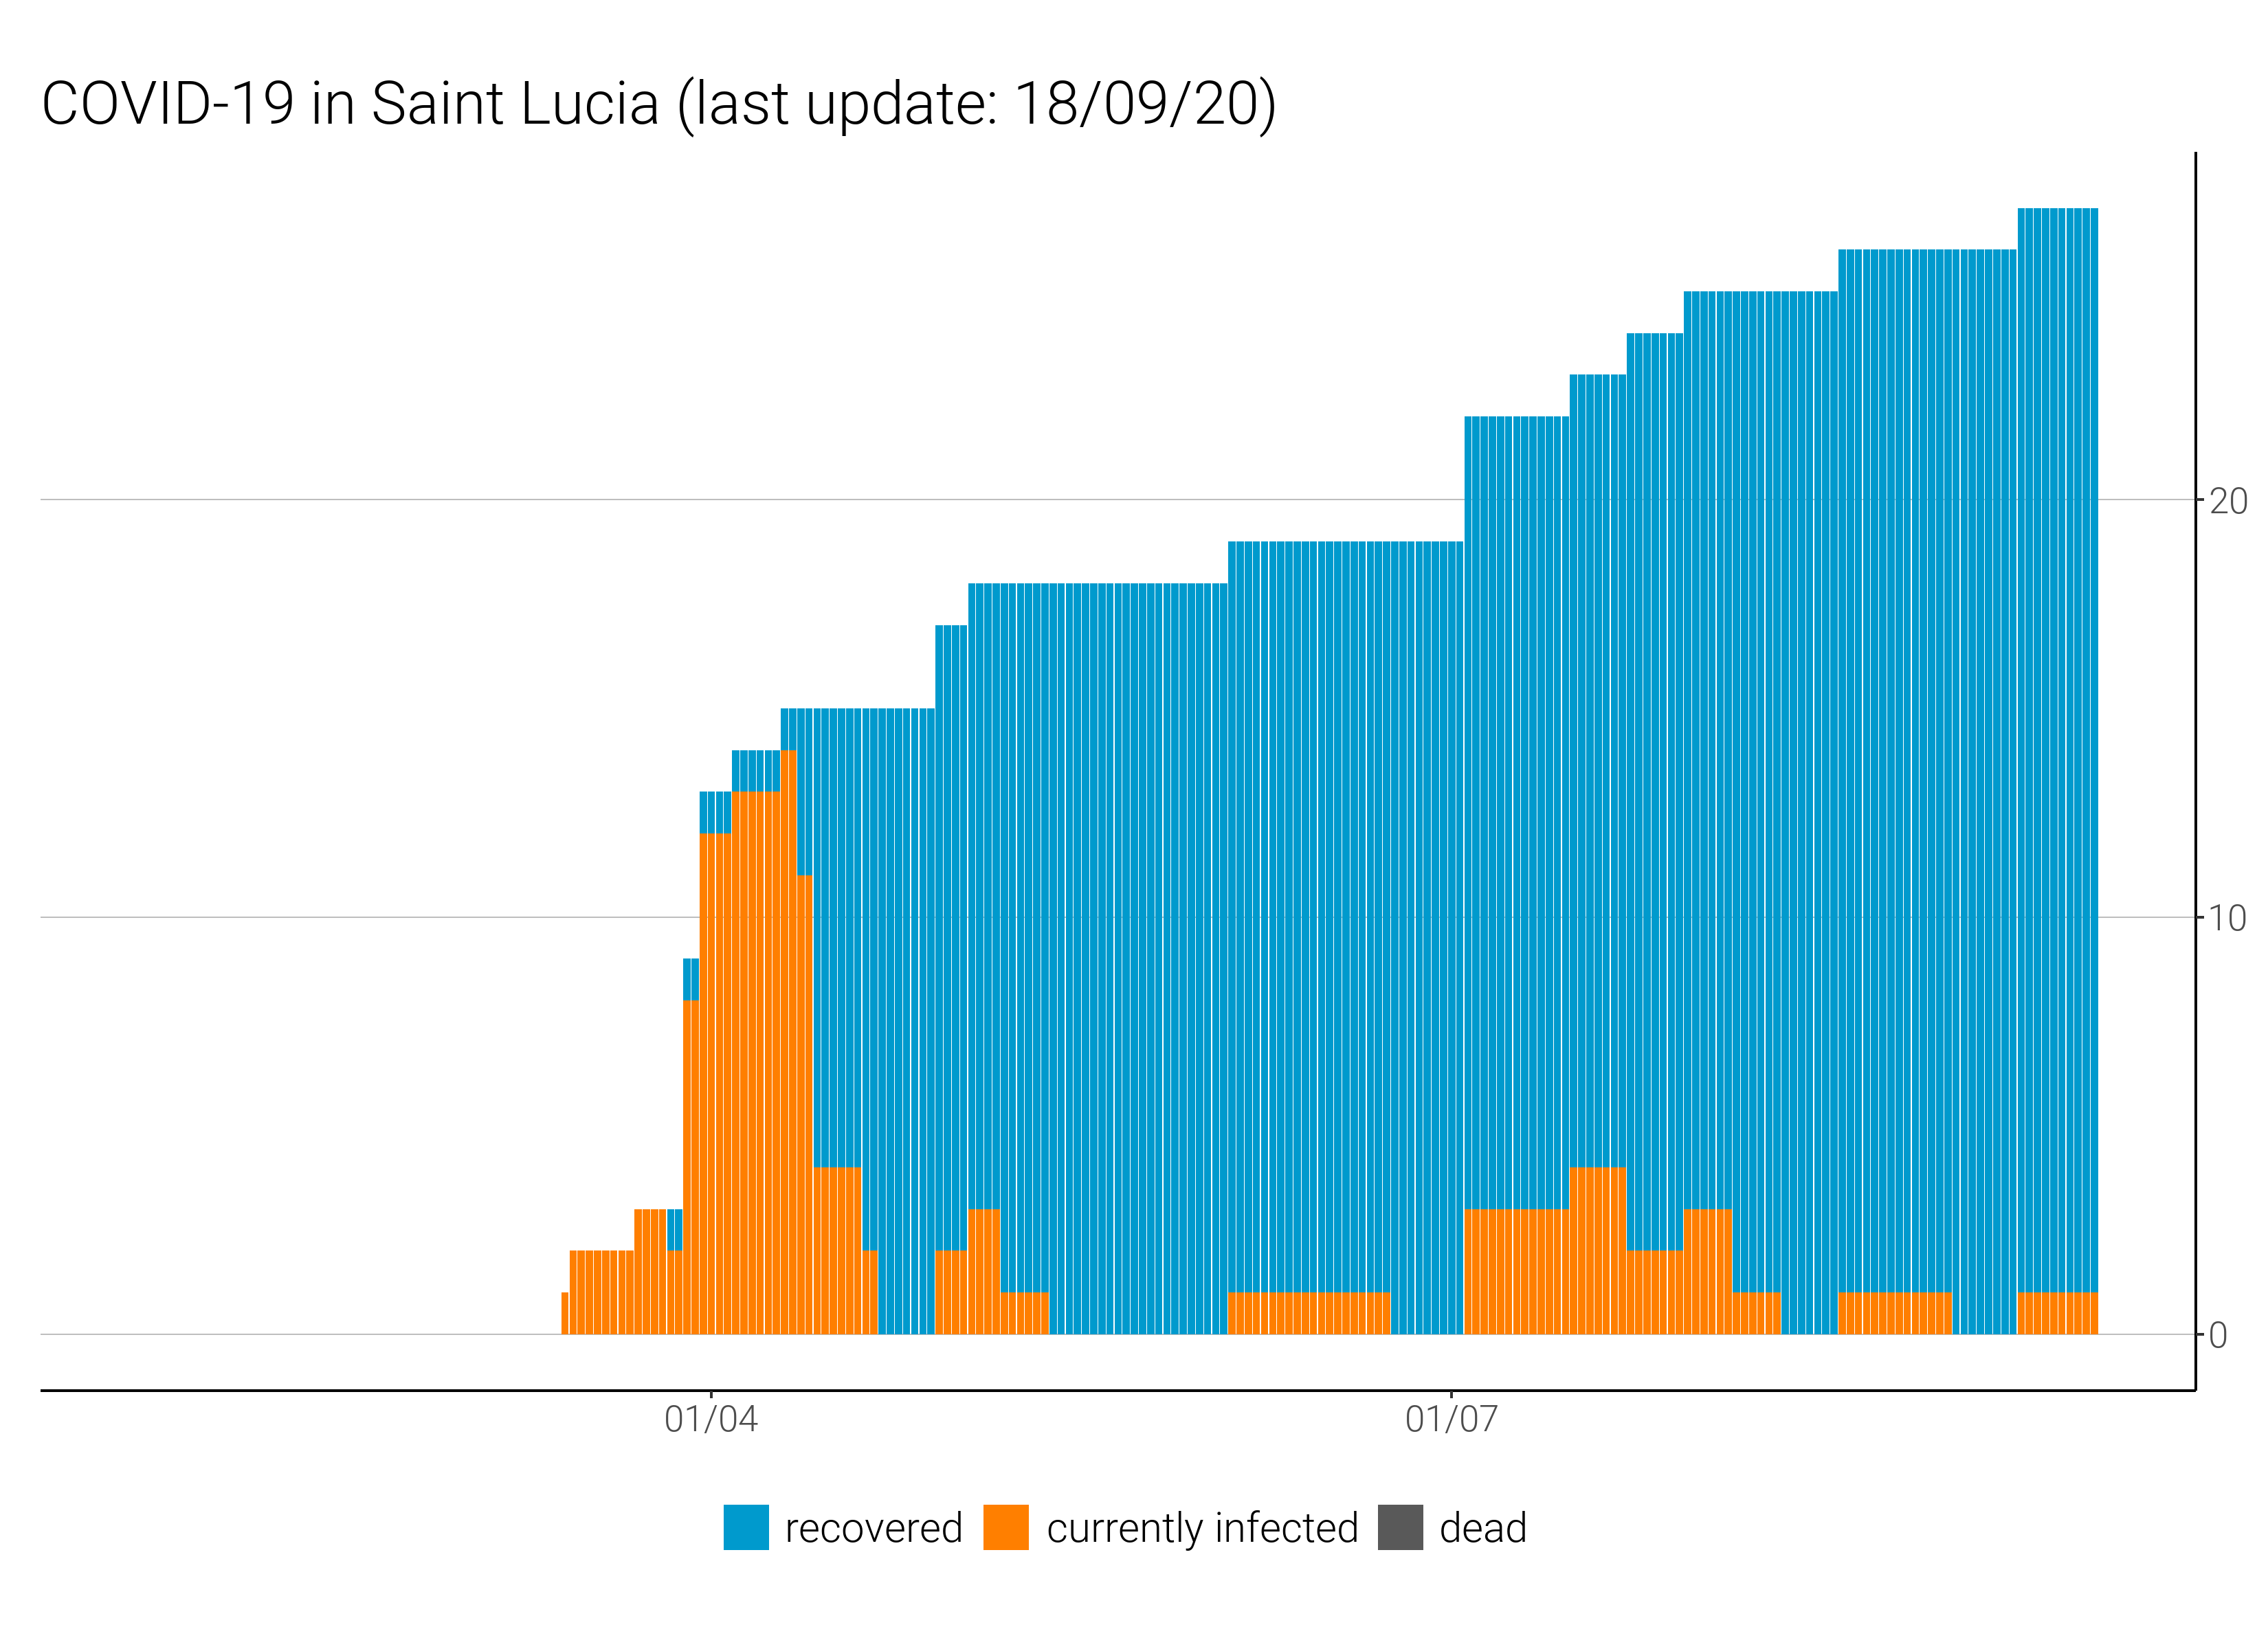 COVID-19 in Saint Lucia (last update: 18/09/20)
20
10
0
01/04 01/07
recovered currently infected dead